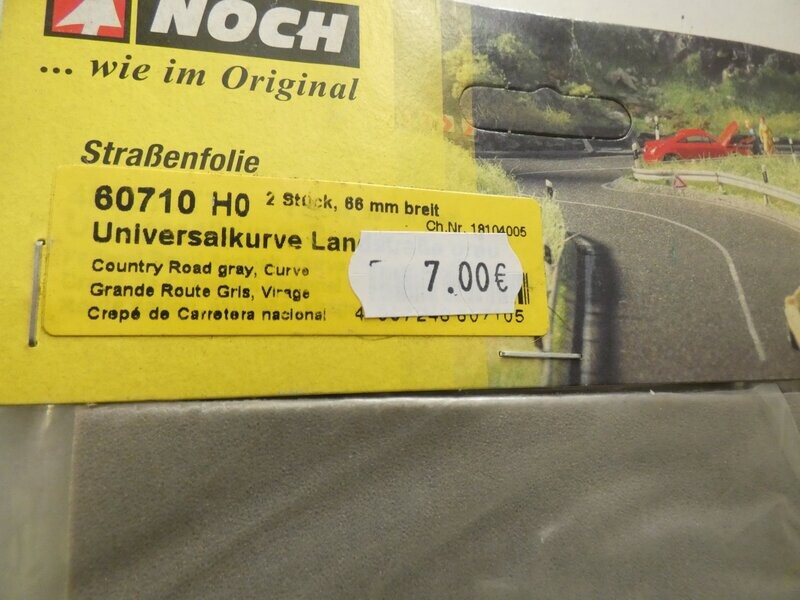 NOCH
... wie im Original
Straßenfolie
60710 H0 2 Stück, 66 mm breit
Ch.Nr. 18104005
Universalkurve
Country Road gray, Curve
Grande Route Gris, Virage
Crepé de Carretera nacional
7.00€